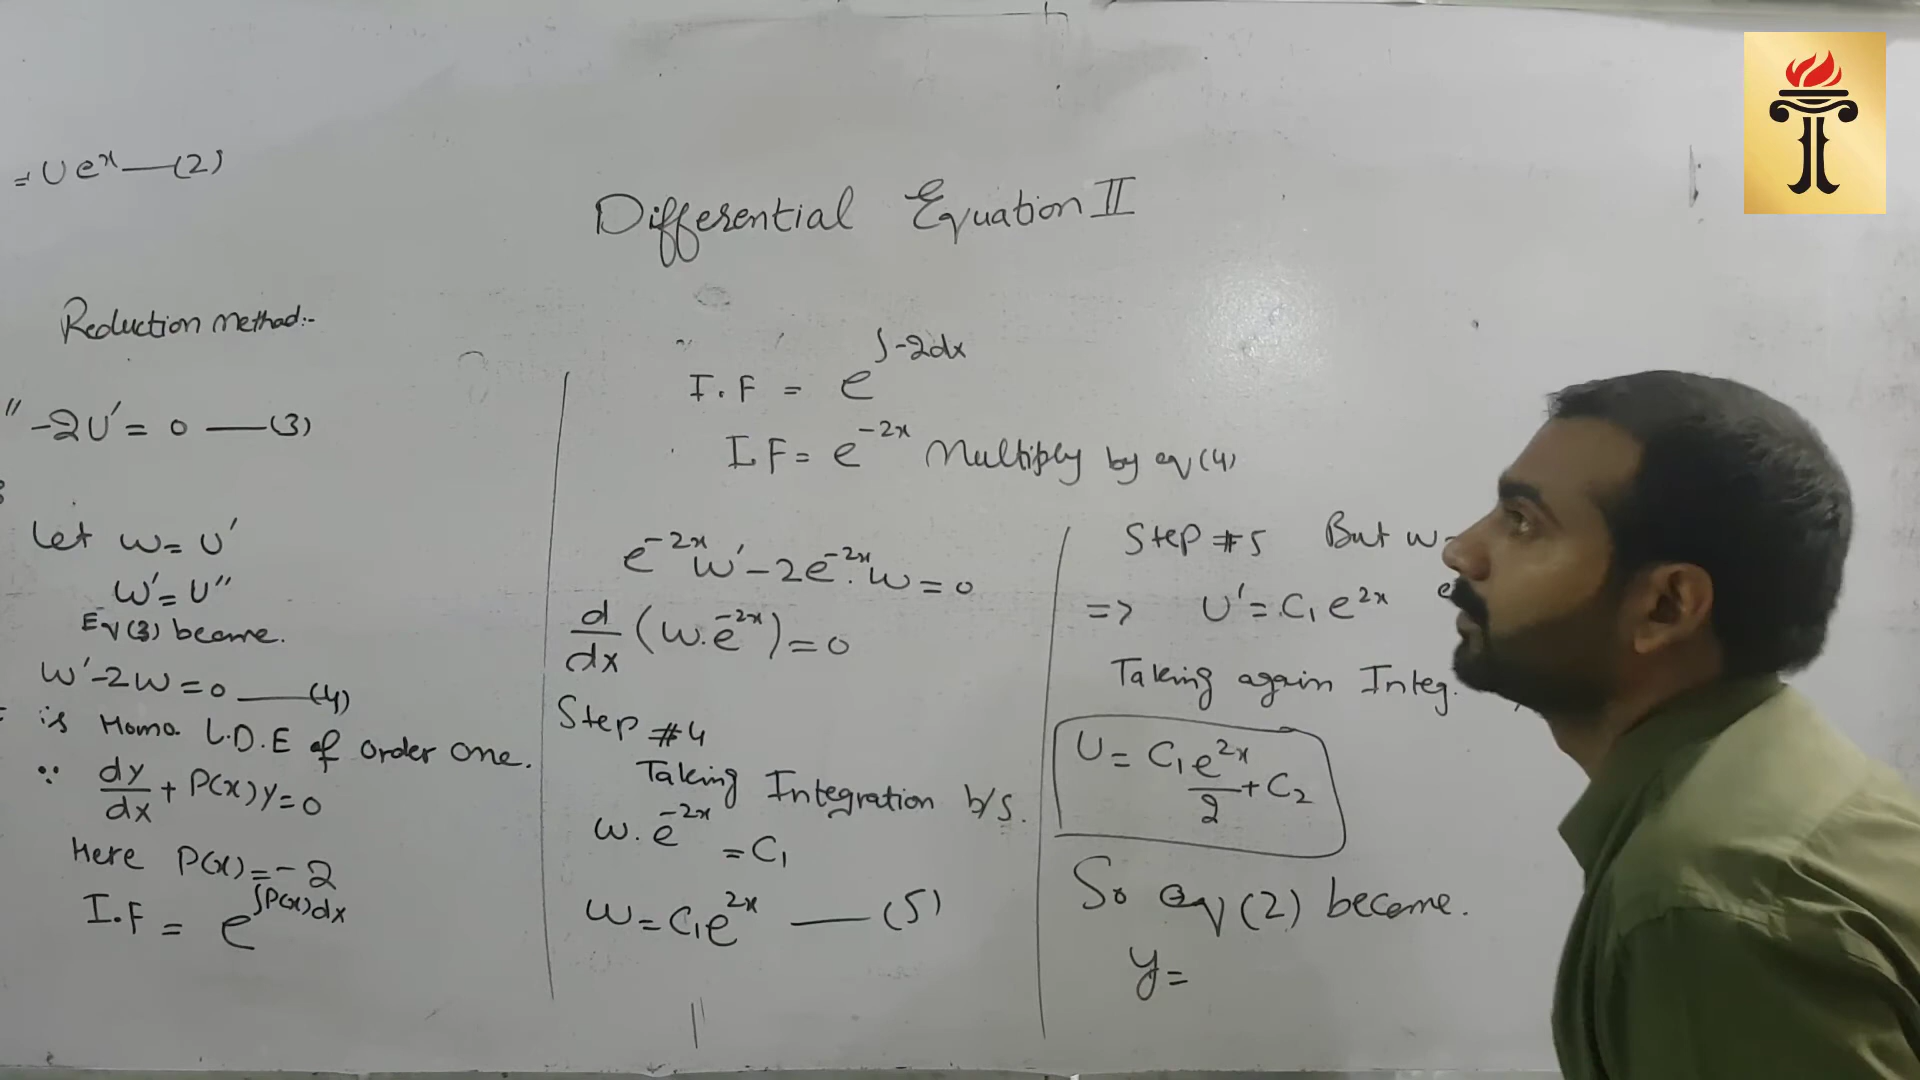 = U eˣ —(2)
Differential Equation II
Reduction method:-
″ -2U′ = 0 —(3)
Let w = U′
w′ = U″
Eq (3) become.
w′-2w = 0 —(4)
is Homo. L.D.E of order one.
∵ dy/dx + P(x)y = 0
Here P(x) = -2
I.F = e^∫P(x)dx
I.F = e^∫-2dx
I.F = e^-2x Multiply by eq (4)
e^-2x w′ - 2e^-2x . w = 0
d/dx (w.e^-2x) = 0
Step #4
Taking Integration b/s.
w.e^-2x = C₁
w = C₁e^2x —(5)
Step #5 But w=
=> U′ = C₁e^2x
Taking again Integ.
U = C₁e^2x/2 + C₂
So eq (2) become.
y =